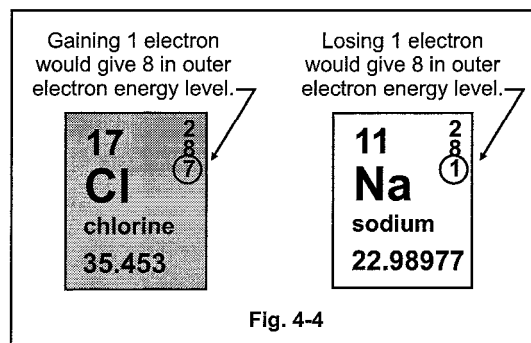 Gaining 1 electron
would give 8 in outer
electron energy level.
Losing 1 electron
would give 8 in outer
electron energy level.
17
2
8
7
Cl
chlorine
35.453
11
2
8
1
Na
sodium
22.98977
Fig. 4-4